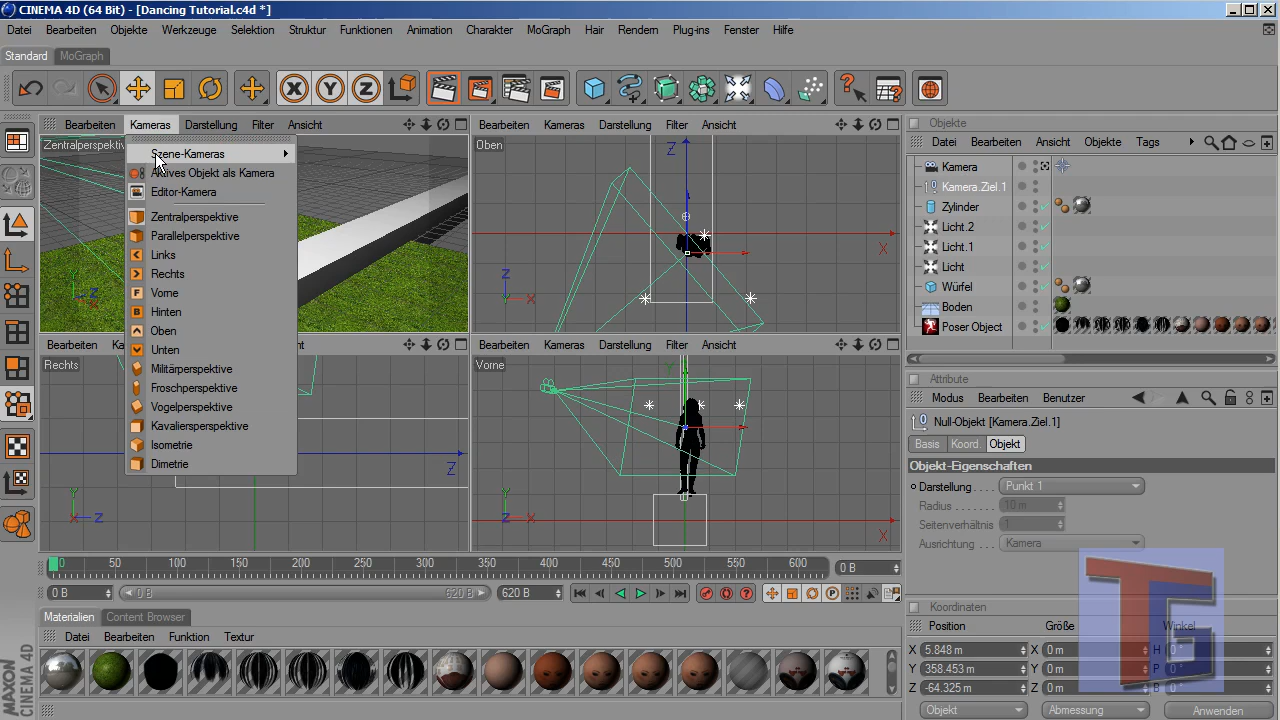 CINEMA 4D (64 Bit) - [Dancing Tutorial.c4d *]
Datei Bearbeiten Objekte Werkzeuge Selektion Struktur Funktionen Animation Charakter MoGraph Hair Rendern Plug-ins Fenster Hilfe
Standard MoGraph
X Y Z
Bearbeiten Kameras Darstellung Filter Ansicht
Szene-Kameras
Aktives Objekt als Kamera
Editor-Kamera
Zentralperspektive
Parallelperspektive
Links
Rechts
Vorne
Hinten
Oben
Unten
Militärperspektive
Froschperspektive
Vogelperspektive
Kavaliersperspektive
Isometrie
Dimetrie
Bearbeiten Kameras Darstellung Filter Ansicht
Oben
Z
X
Z
X
Bearbeiten
Rechts
Z
Y
Z
Bearbeiten Kameras Darstellung Filter Ansicht
Vorne
Y
X
Y
X
0 50 100 150 200 250 300 350 400 450 500 550 600
0 B
0 B 0 B 620 B 620 B
Materialien Content Browser
Datei Bearbeiten Funktion Textur
MAXON
CINEMA 4D
Objekte
Datei Bearbeiten Ansicht Objekte Tags
Kamera
Kamera.Ziel.1
Zylinder
Licht.2
Licht.1
Licht
Würfel
Boden
Poser Object
Attribute
Modus Bearbeiten Benutzer
Null-Objekt [Kamera.Ziel.1]
Basis Koord. Objekt
Objekt-Eigenschaften
Darstellung . . . . Punkt 1
Radius . . . . . . . 10 m
Seitenverhältnis 1
Ausrichtung . . . Kamera
Koordinaten
Position Größe Winkel
X 5.848 m X 0 m H 0 °
Y 358.453 m Y 0 m P 0 °
Z -64.325 m Z 0 m B 0 °
Objekt Abmessung Anwenden
TG